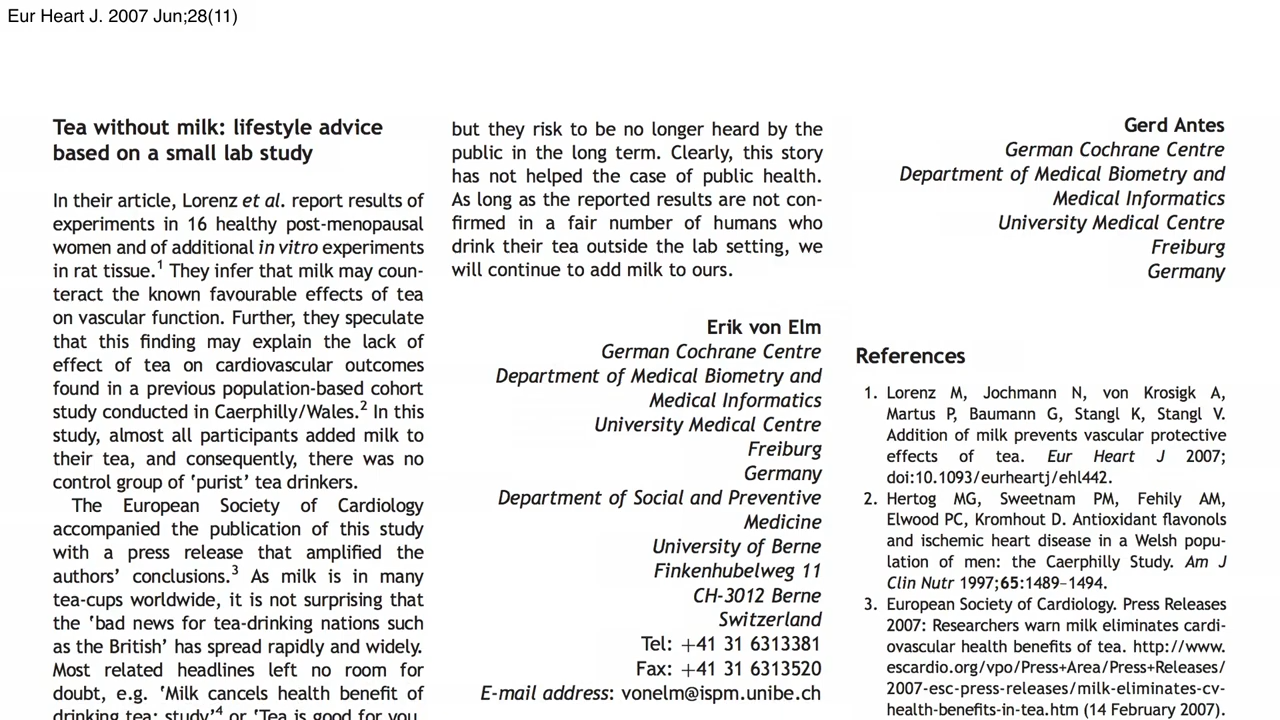 Eur Heart J. 2007 Jun;28(11)
Tea without milk: lifestyle advice
based on a small lab study
In their article, Lorenz et al. report results of
experiments in 16 healthy post-menopausal
women and of additional in vitro experiments
in rat tissue.1 They infer that milk may coun-
teract the known favourable effects of tea
on vascular function. Further, they speculate
that this finding may explain the lack of
effect of tea on cardiovascular outcomes
found in a previous population-based cohort
study conducted in Caerphilly/Wales.2 In this
study, almost all participants added milk to
their tea, and consequently, there was no
control group of ‘purist’ tea drinkers.
The European Society of Cardiology
accompanied the publication of this study
with a press release that amplified the
authors’ conclusions.3 As milk is in many
tea-cups worldwide, it is not surprising that
the ‘bad news for tea-drinking nations such
as the British’ has spread rapidly and widely.
Most related headlines left no room for
doubt, e.g. ‘Milk cancels health benefit of
drinking tea: study’4 or ‘Tea is good for you,
but they risk to be no longer heard by the
public in the long term. Clearly, this story
has not helped the case of public health.
As long as the reported results are not con-
firmed in a fair number of humans who
drink their tea outside the lab setting, we
will continue to add milk to ours.
Erik von Elm
German Cochrane Centre
Department of Medical Biometry and
Medical Informatics
University Medical Centre
Freiburg
Germany
Department of Social and Preventive
Medicine
University of Berne
Finkenhubelweg 11
CH-3012 Berne
Switzerland
Tel: +41 31 6313381
Fax: +41 31 6313520
E-mail address: vonelm@ispm.unibe.ch
Gerd Antes
German Cochrane Centre
Department of Medical Biometry and
Medical Informatics
University Medical Centre
Freiburg
Germany
References
1. Lorenz M, Jochmann N, von Krosigk A,
Martus P, Baumann G, Stangl K, Stangl V.
Addition of milk prevents vascular protective
effects of tea. Eur Heart J 2007;
doi:10.1093/eurheartj/ehl442.
2. Hertog MG, Sweetnam PM, Fehily AM,
Elwood PC, Kromhout D. Antioxidant flavonols
and ischemic heart disease in a Welsh popu-
lation of men: the Caerphilly Study. Am J
Clin Nutr 1997;65:1489–1494.
3. European Society of Cardiology. Press Releases
2007: Researchers warn milk eliminates cardi-
ovascular health benefits of tea. http://www.
escardio.org/vpo/Press+Area/Press+Releases/
2007-esc-press-releases/milk-eliminates-cv-
health-benefits-in-tea.htm (14 February 2007).